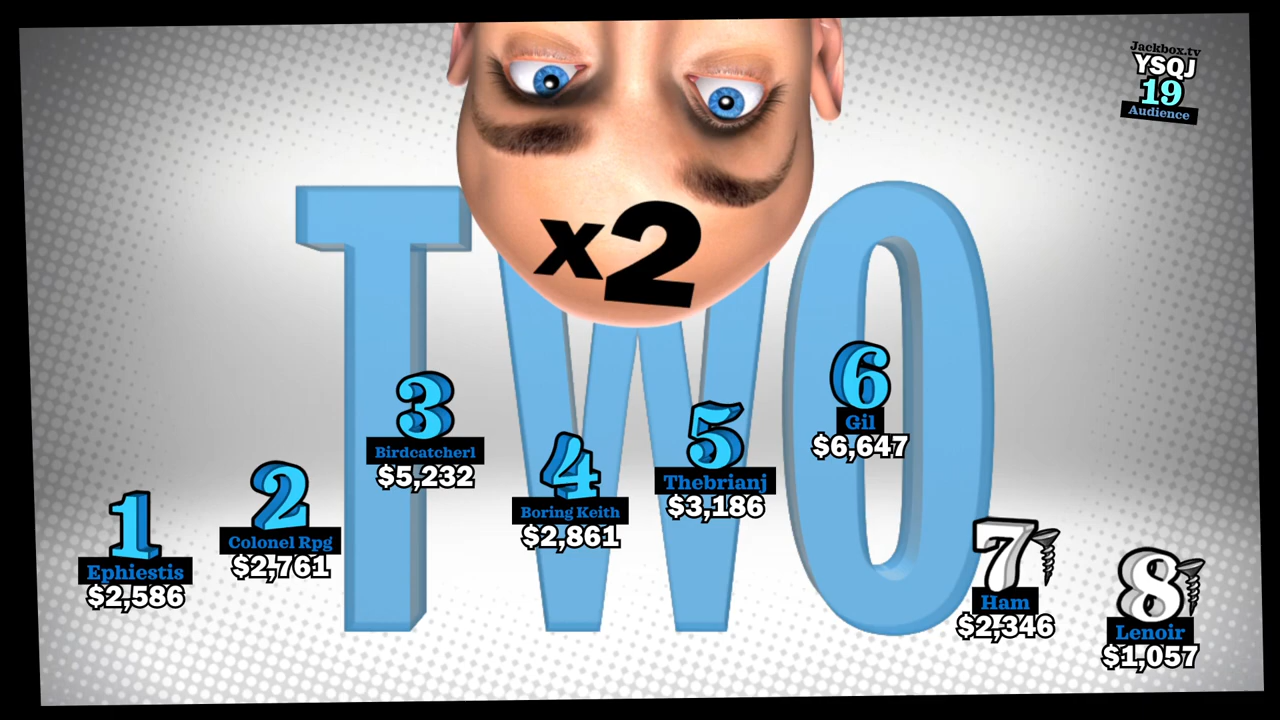 Jackbox.tv
YSQJ
19
Audience
TWO
x2
1
Ephiestis
$2,586
2
Colonel Rpg
$2,761
3
Birdcatcher1
$5,232
4
Boring Keith
$2,861
5
Thebrianj
$3,186
6
Gil
$6,647
7
Ham
$2,346
8
Lenoir
$1,057